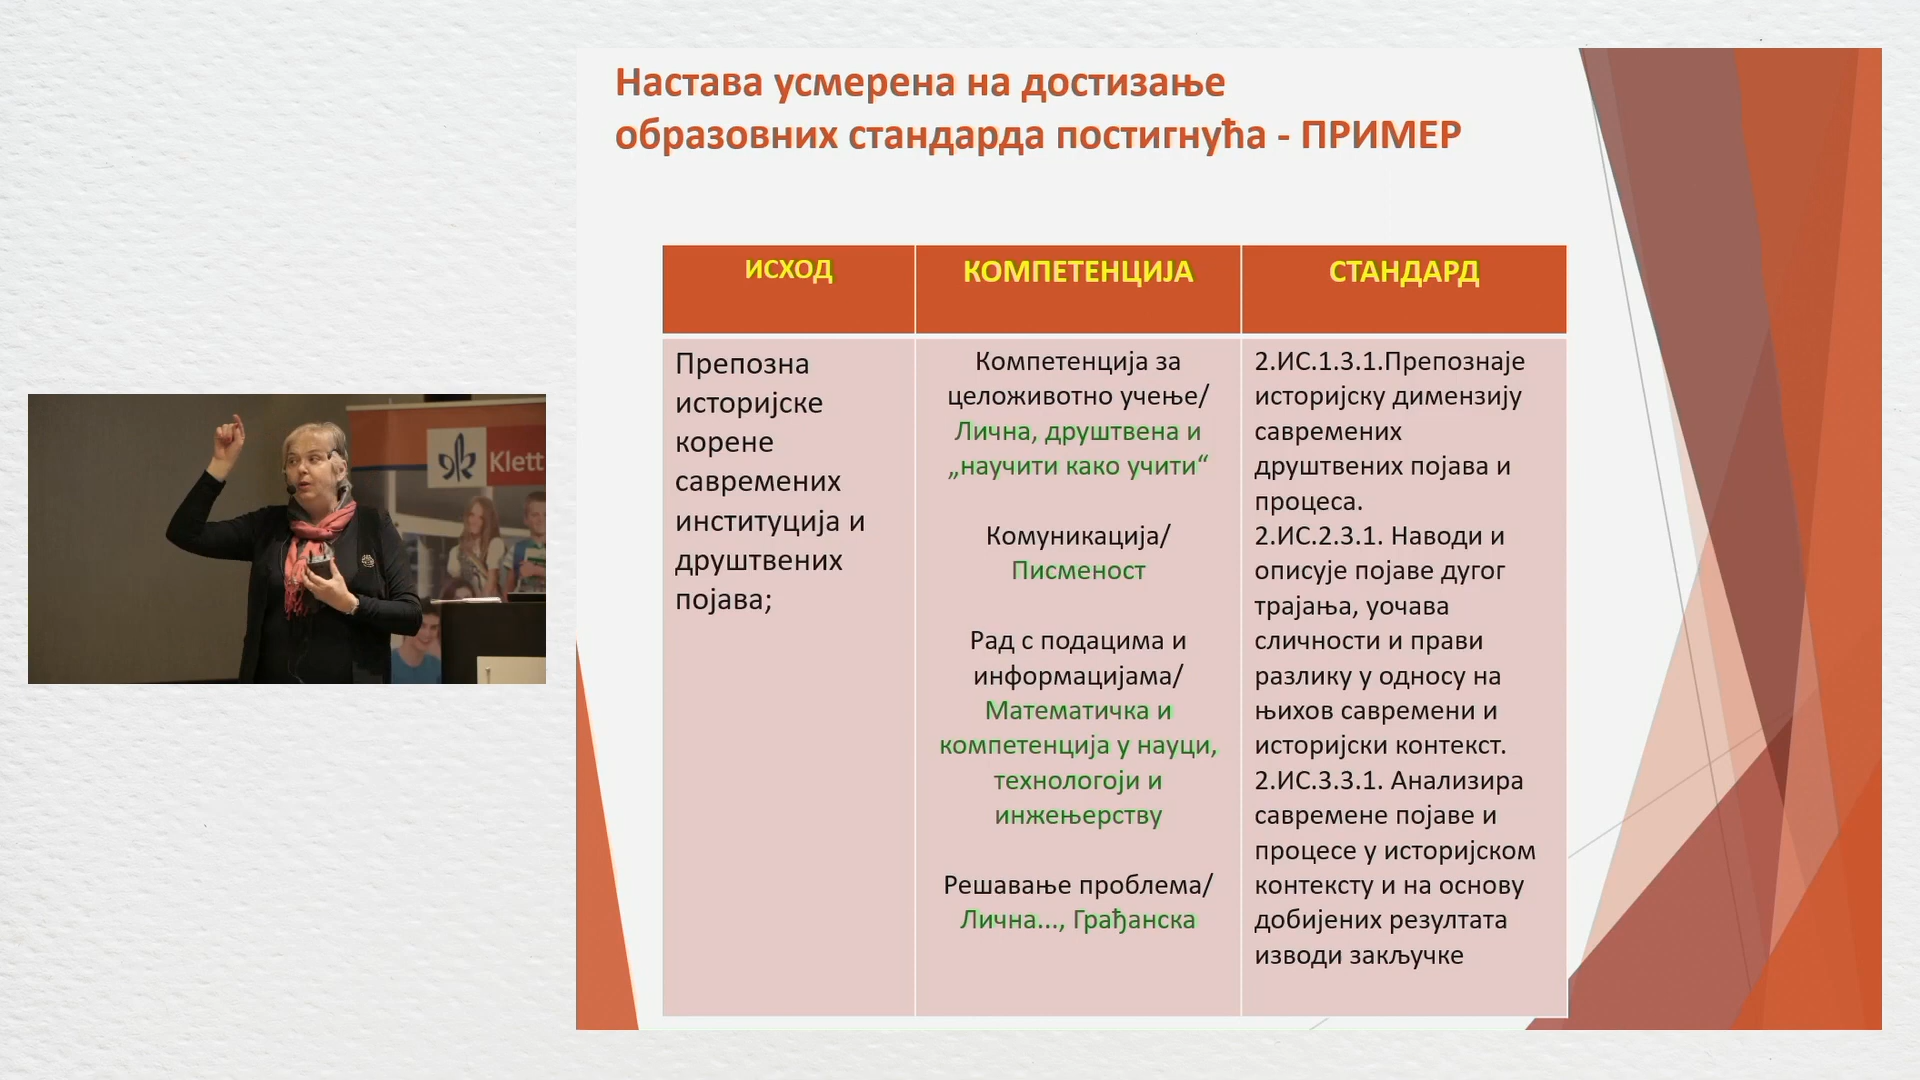 Настава усмерена на достизање
образовних стандарда постигнућа - ПРИМЕР
ИСХОД
КОМПЕТЕНЦИЈА
СТАНДАРД
Препозна
историјске
корене
савремених
институција и
друштвених
појава;
Компетенција за
целоживотно учење/
Лична, друштвена и
„научити како учити“
Комуникација/
Писменост
Рад с подацима и
информацијама/
Математичка и
компетенција у науци,
технологоји и
инжењерству
Решавање проблема/
Лична..., Грађанска
2.ИС.1.3.1.Препознаје
историјску димензију
савремених
друштвених појава и
процеса.
2.ИС.2.3.1. Наводи и
описује појаве дугог
трајања, уочава
сличности и прави
разлику у односу на
њихов савремени и
историјски контекст.
2.ИС.3.3.1. Анализира
савремене појаве и
процесе у историјском
контексту и на основу
добијених резултата
изводи закључке
Klett